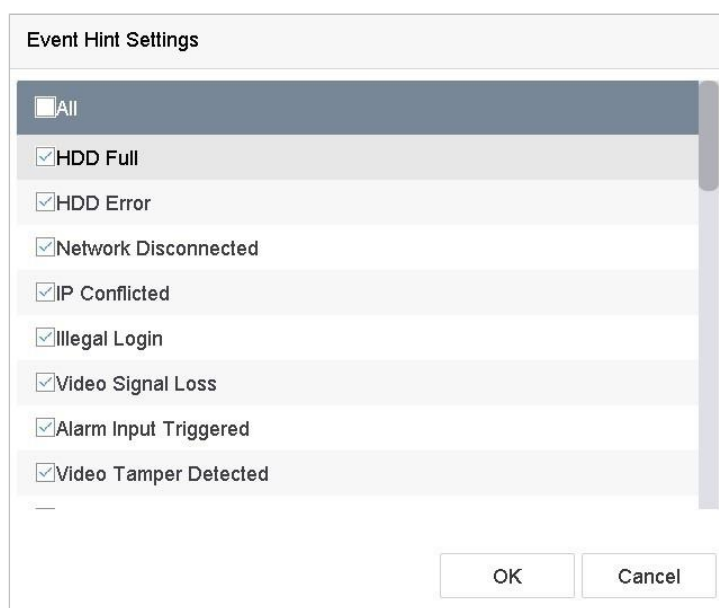 Event Hint Settings
All
HDD Full
HDD Error
Network Disconnected
IP Conflicted
Illegal Login
Video Signal Loss
Alarm Input Triggered
Video Tamper Detected
OK
Cancel